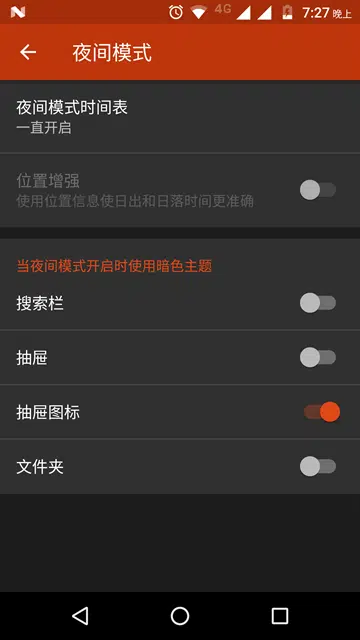 4G 7:27 晚上
夜间模式
夜间模式时间表
一直开启
位置增强
使用位置信息使日出和日落时间更准确
当夜间模式开启时使用暗色主题
搜索栏
抽屉
抽屉图标
文件夹